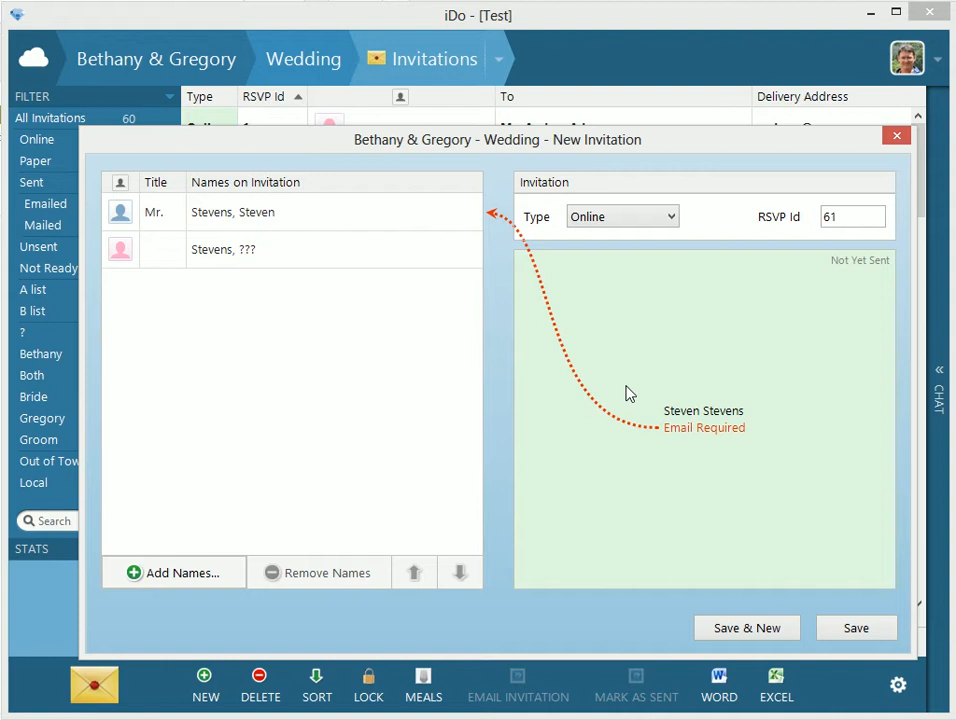 iDo - [Test]
Bethany & Gregory
Wedding
Invitations
FILTER
Type
RSVP Id
To
Delivery Address
All Invitations 60
Online
Paper
Sent
Emailed
Mailed
Unsent
Not Ready
A list
B list
?
Bethany
Both
Bride
Gregory
Groom
Out of Tow
Local
Search
STATS
Bethany & Gregory - Wedding - New Invitation
Title
Names on Invitation
Mr.
Stevens, Steven
Stevens, ???
Add Names...
Remove Names
Invitation
Type
Online
RSVP Id
61
Not Yet Sent
Steven Stevens
Email Required
Save & New
Save
« CHAT
NEW
DELETE
SORT
LOCK
MEALS
EMAIL INVITATION
MARK AS SENT
WORD
EXCEL